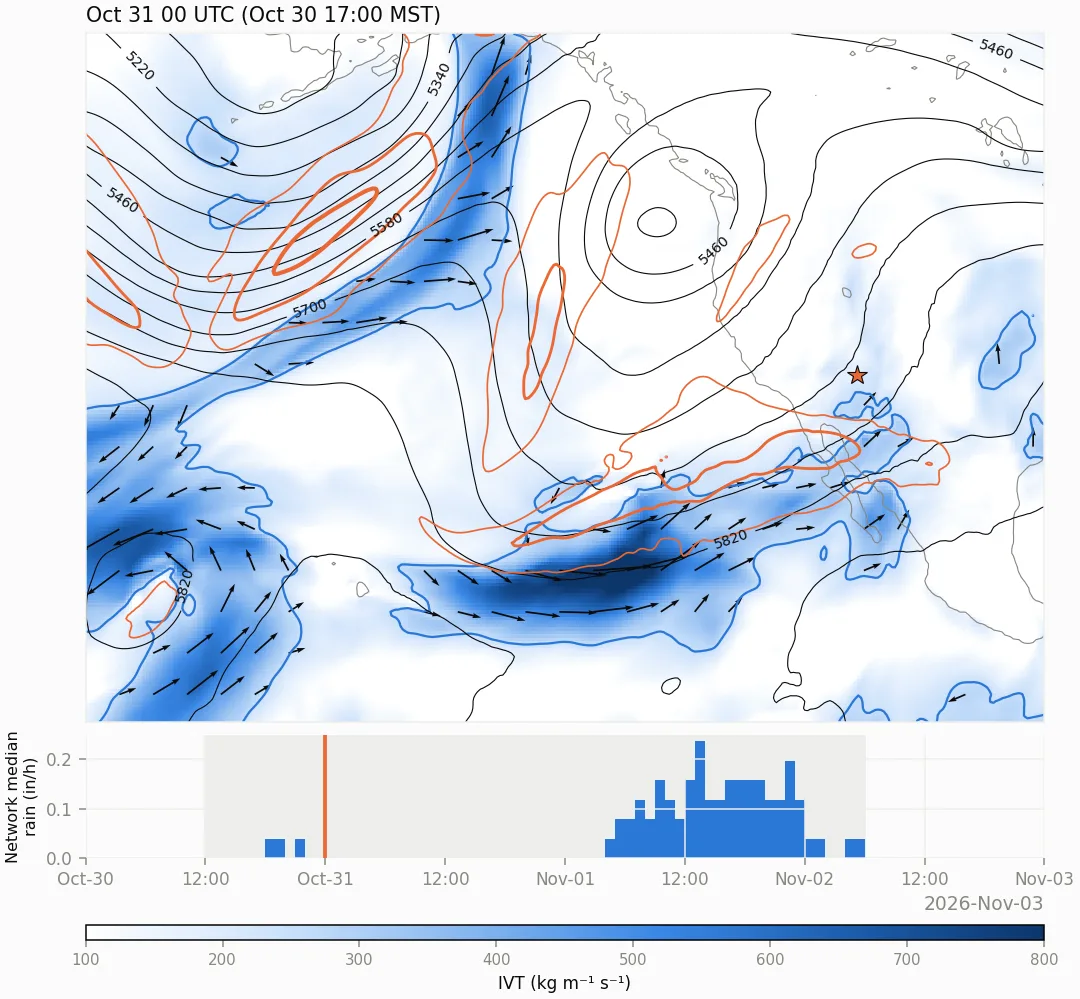 Oct 31 00 UTC (Oct 30 17:00 MST)
5220
5340
5460
5460
5580
5460
5700
5820
5820
Network median
rain (in/h)
0.2
0.1
0.0
Oct-30
12:00
Oct-31
12:00
Nov-01
12:00
Nov-02
12:00
Nov-03
2026-Nov-03
100
200
300
400
500
600
700
800
IVT (kg m⁻¹ s⁻¹)